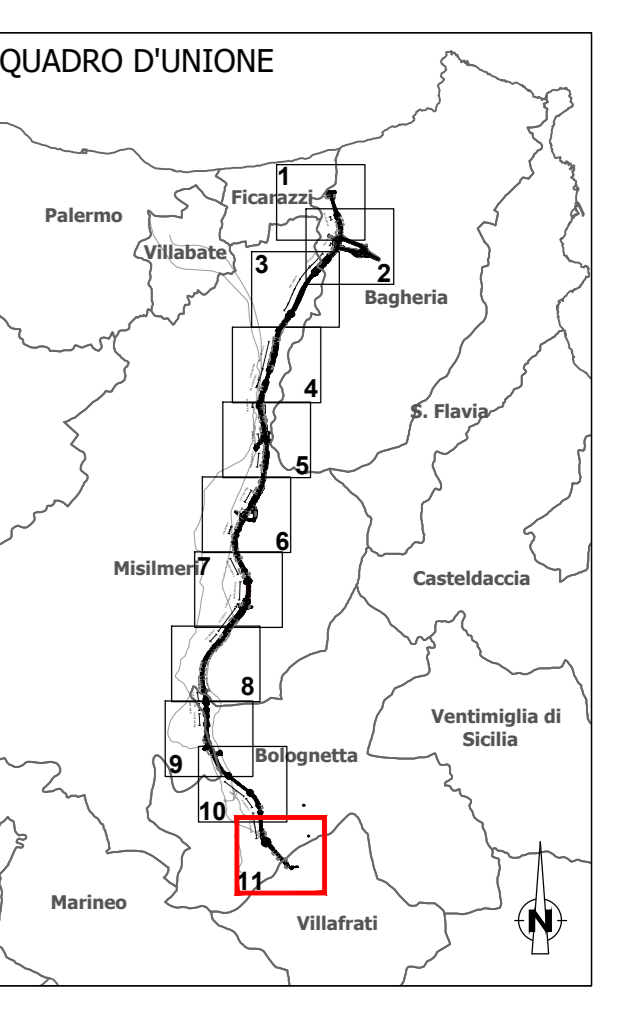 QUADRO D'UNIONE
1
Ficarazzi
Palermo
Villabate
3
2
Bagheria
4
S. Flavia
5
6
Misilmeri
7
Casteldaccia
8
Ventimiglia di
Sicilia
9
Bolognetta
10
11
Marineo
Villafrati
N